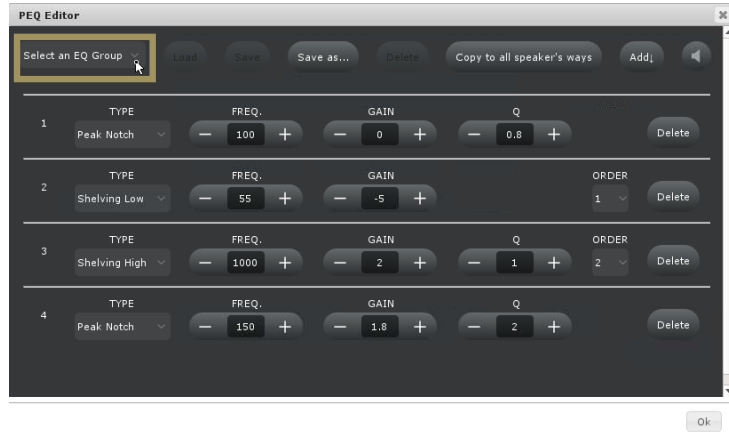 PEQ Editor
Select an EQ Group Load Save Save as... Delete Copy to all speaker's ways Add↓
TYPE FREQ. GAIN Q
1 Peak Notch — 100 + — 0 + — 0.8 + Delete
TYPE FREQ. GAIN ORDER
2 Shelving Low — 55 + — -5 + 1 Delete
TYPE FREQ. GAIN Q ORDER
3 Shelving High — 1000 + — 2 + — 1 + 2 Delete
TYPE FREQ. GAIN Q
4 Peak Notch — 150 + — 1.8 + — 2 + Delete
Ok